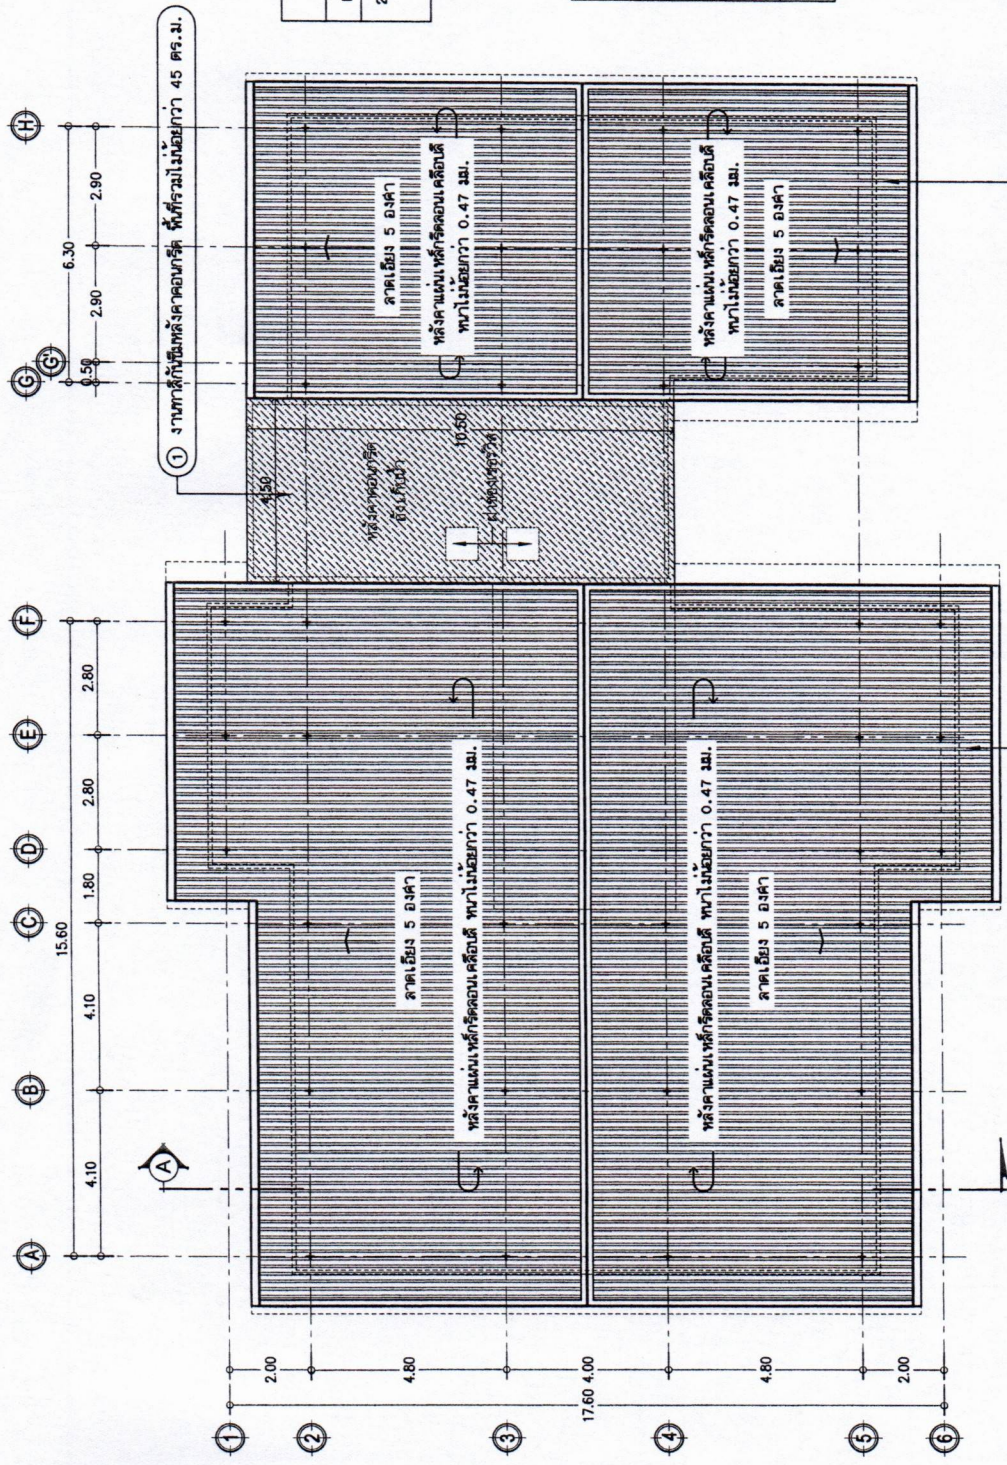 ① งานทาสีกันซึมหลังคาคอนกรีต พื้นที่รวมไม่น้อยกว่า 45 ตร.ม.
A
B
C
D
E
F
G
G'
H
15.60
6.30
4.10
4.10
1.80
2.80
2.80
0.50
2.90
2.90
A
1
2
3
4
5
6
2.00
4.80
4.00
4.80
2.00
17.60
4.50
10.50
หลังคาคอนกรีต
ลาดเอียง 5 องศา
หลังคาแผ่นเหล็กรีดลอนเคลือบสี หนาไม่น้อยกว่า 0.47 มม.
หลังคาแผ่นเหล็กรีดลอนเคลือบสี หนาไม่น้อยกว่า 0.47 มม.
ลาดเอียง 5 องศา
ลาดเอียง 5 องศา
หลังคาแผ่นเหล็กรีดลอนเคลือบสี
หนาไม่น้อยกว่า 0.47 มม.
หลังคาแผ่นเหล็กรีดลอนเคลือบสี
หนาไม่น้อยกว่า 0.47 มม.
ลาดเอียง 5 องศา